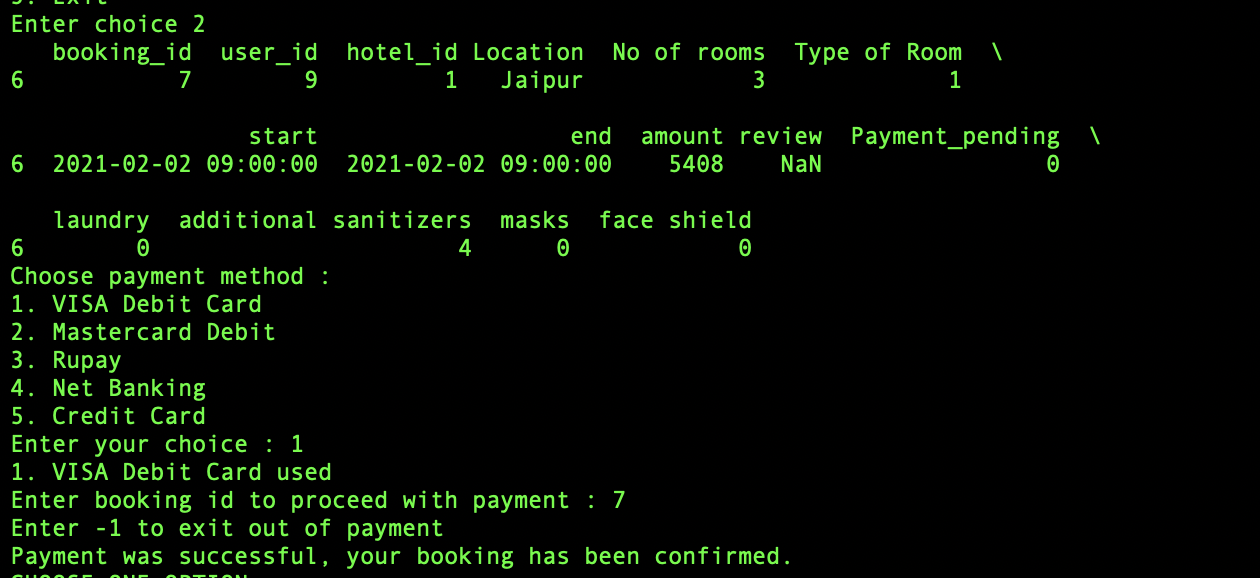 5. Exit
Enter choice 2
   booking_id  user_id  hotel_id Location  No of rooms  Type of Room  \
6           7        9         1   Jaipur            3             1

                 start                  end  amount review  Payment_pending  \
6  2021-02-02 09:00:00  2021-02-02 09:00:00    5408    NaN                0

   laundry  additional sanitizers  masks  face shield
6        0                      4      0            0
Choose payment method :
1. VISA Debit Card
2. Mastercard Debit
3. Rupay
4. Net Banking
5. Credit Card
Enter your choice : 1
1. VISA Debit Card used
Enter booking id to proceed with payment : 7
Enter -1 to exit out of payment
Payment was successful, your booking has been confirmed.
CHOOSE ONE OPTION